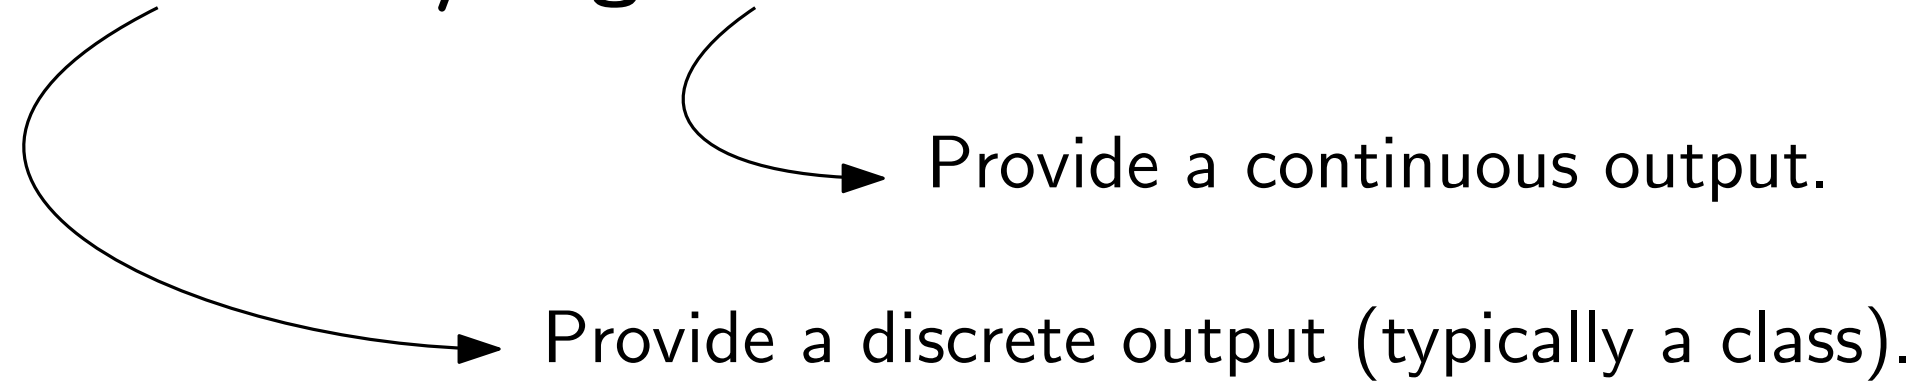 Provide a continuous output.
Provide a discrete output (typically a class).